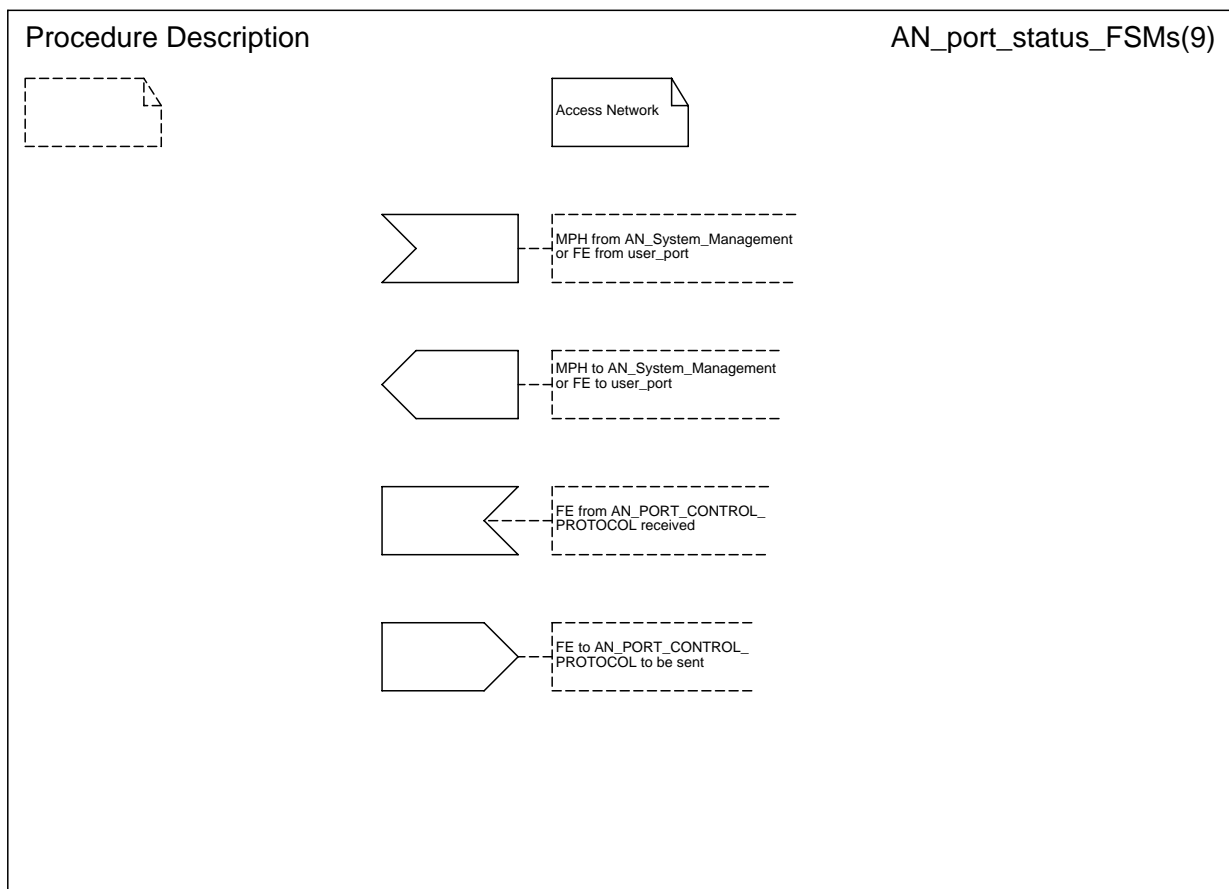 Procedure Description
AN_port_status_FSMs(9)
Access Network
MPH from AN_System_Management
or FE from user_port
MPH to AN_System_Management
or FE to user_port
FE from AN_PORT_CONTROL_
PROTOCOL received
FE to AN_PORT_CONTROL_
PROTOCOL to be sent